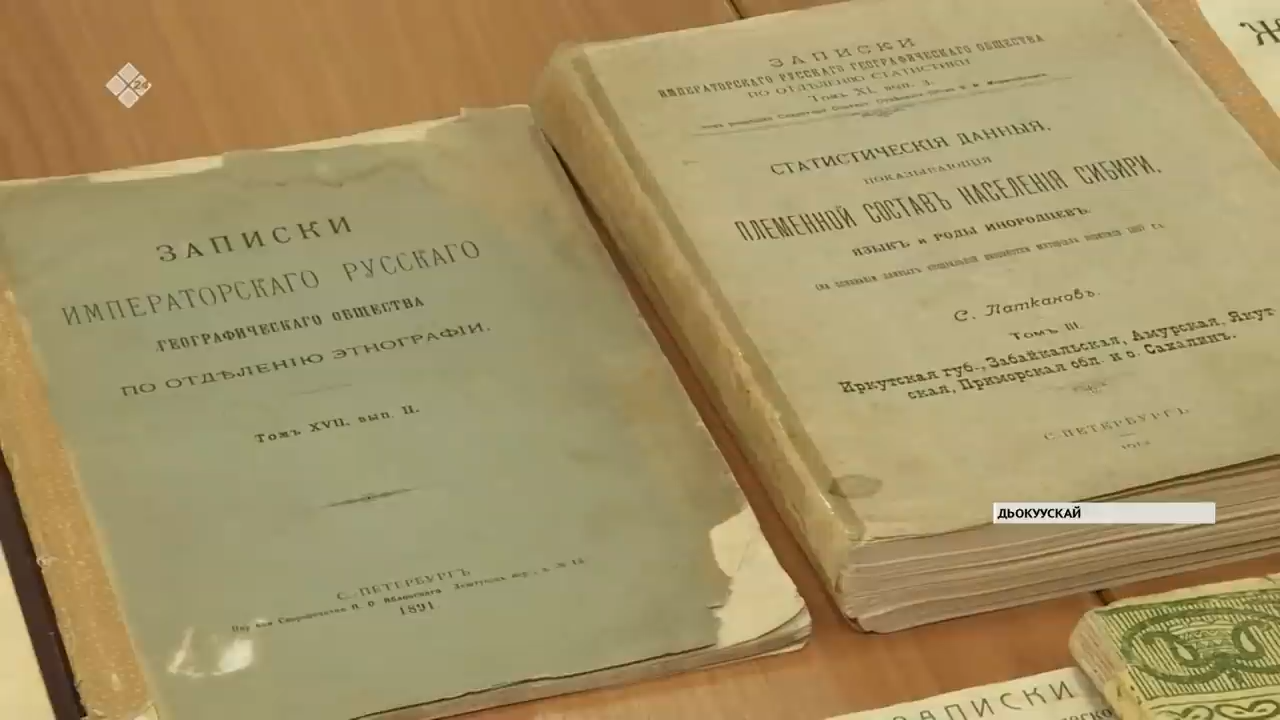 ЗАПИСКИ
ИМПЕРАТОРСКАГО РУССКАГО
ГЕОГРАФИЧЕСКАГО ОБЩЕСТВА
ПО ОТДѢЛЕНІЮ ЭТНОГРАФІИ.
Томъ XVII. вып. II.
С. ПЕТЕРБУРГЪ
1891
ЗАПИСКИ
ИМПЕРАТОРСКАГО РУССКАГО ГЕОГРАФИЧЕСКАГО ОБЩЕСТВА
ПО ОТДѢЛЕНІЮ СТАТИСТИКИ
Томъ XI, вып. 3.
СТАТИСТИЧЕСКІЯ ДАННЫЯ,
ПОКАЗЫВАЮЩІЯ
ПЛЕМЕННОЙ СОСТАВЪ НАСЕЛЕНІЯ СИБИРИ,
ЯЗЫКЪ и РОДЫ ИНОРОДЦЕВЪ.
С. Паткановъ.
Томъ III.
Иркутская губ., Забайкальская, Амурская, Якут-
ская, Приморская обл. и о. Сахалинъ.
С. ПЕТЕРБУРГЪ.
ДЬОКУУСКАЙ
ЗАПИСКИ
24